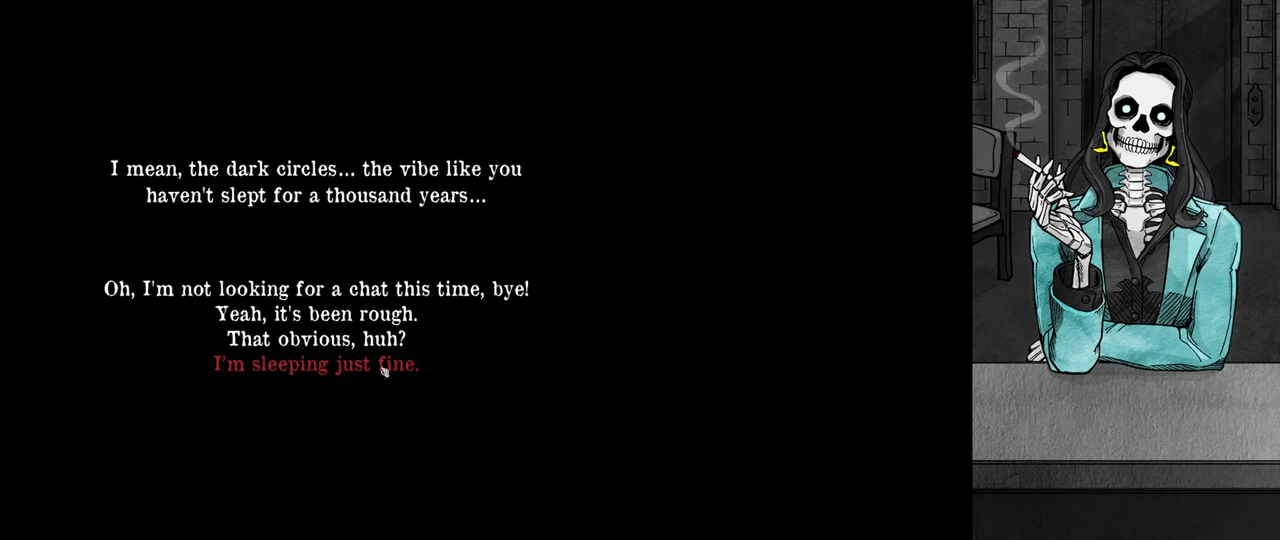 I mean, the dark circles... the vibe like you
haven't slept for a thousand years...
Oh, I'm not looking for a chat this time, bye!
Yeah, it's been rough.
That obvious, huh?
I'm sleeping just fine.